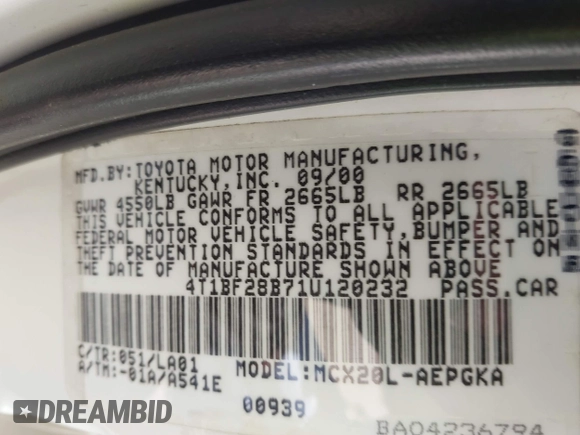 MFD.BY:TOYOTA MOTOR MANUFACTURING,
KENTUCKY,INC. 09/00
GVWR 4550LB GAWR FR 2665LB RR 2665LB
THIS VEHICLE CONFORMS TO ALL APPLICABLE
FEDERAL MOTOR VEHICLE SAFETY,BUMPER AND
THEFT PREVENTION STANDARDS IN EFFECT ON
THE DATE OF MANUFACTURE SHOWN ABOVE
4T1BF28B71U120232 PASS.CAR
C/TR:051/LA01
A/TM:-01A/A541E
MODEL:MCX20L-AEPGKA
00939
BA04236794
DREAMBID